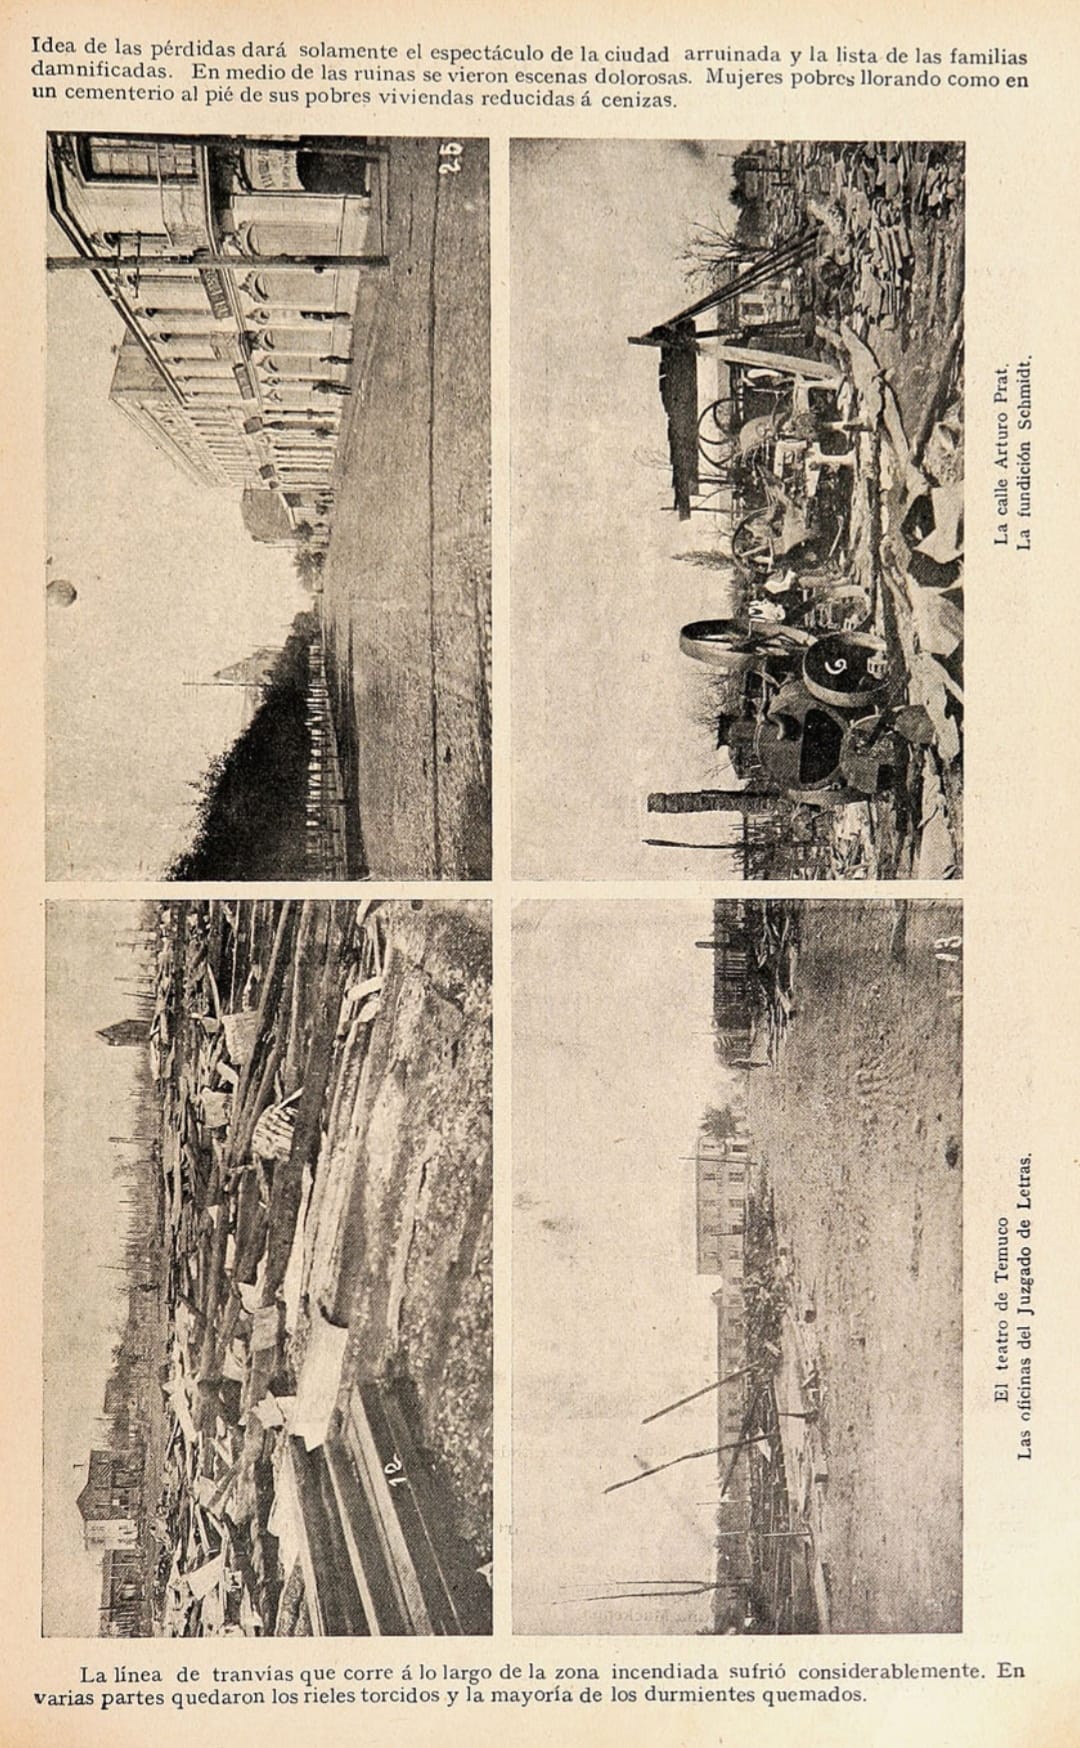 Idea de las pérdidas dará solamente el espectáculo de la ciudad arruinada y la lista de las familias
damnificadas. En medio de las ruinas se vieron escenas dolorosas. Mujeres pobres llorando como en
un cementerio al pié de sus pobres viviendas reducidas á cenizas.
25
6
La calle Arturo Prat.
La fundición Schmidt.
12
13
El teatro de Temuco
Las oficinas del Juzgado de Letras.
La línea de tranvías que corre á lo largo de la zona incendiada sufrió considerablemente. En
varias partes quedaron los rieles torcidos y la mayoría de los durmientes quemados.